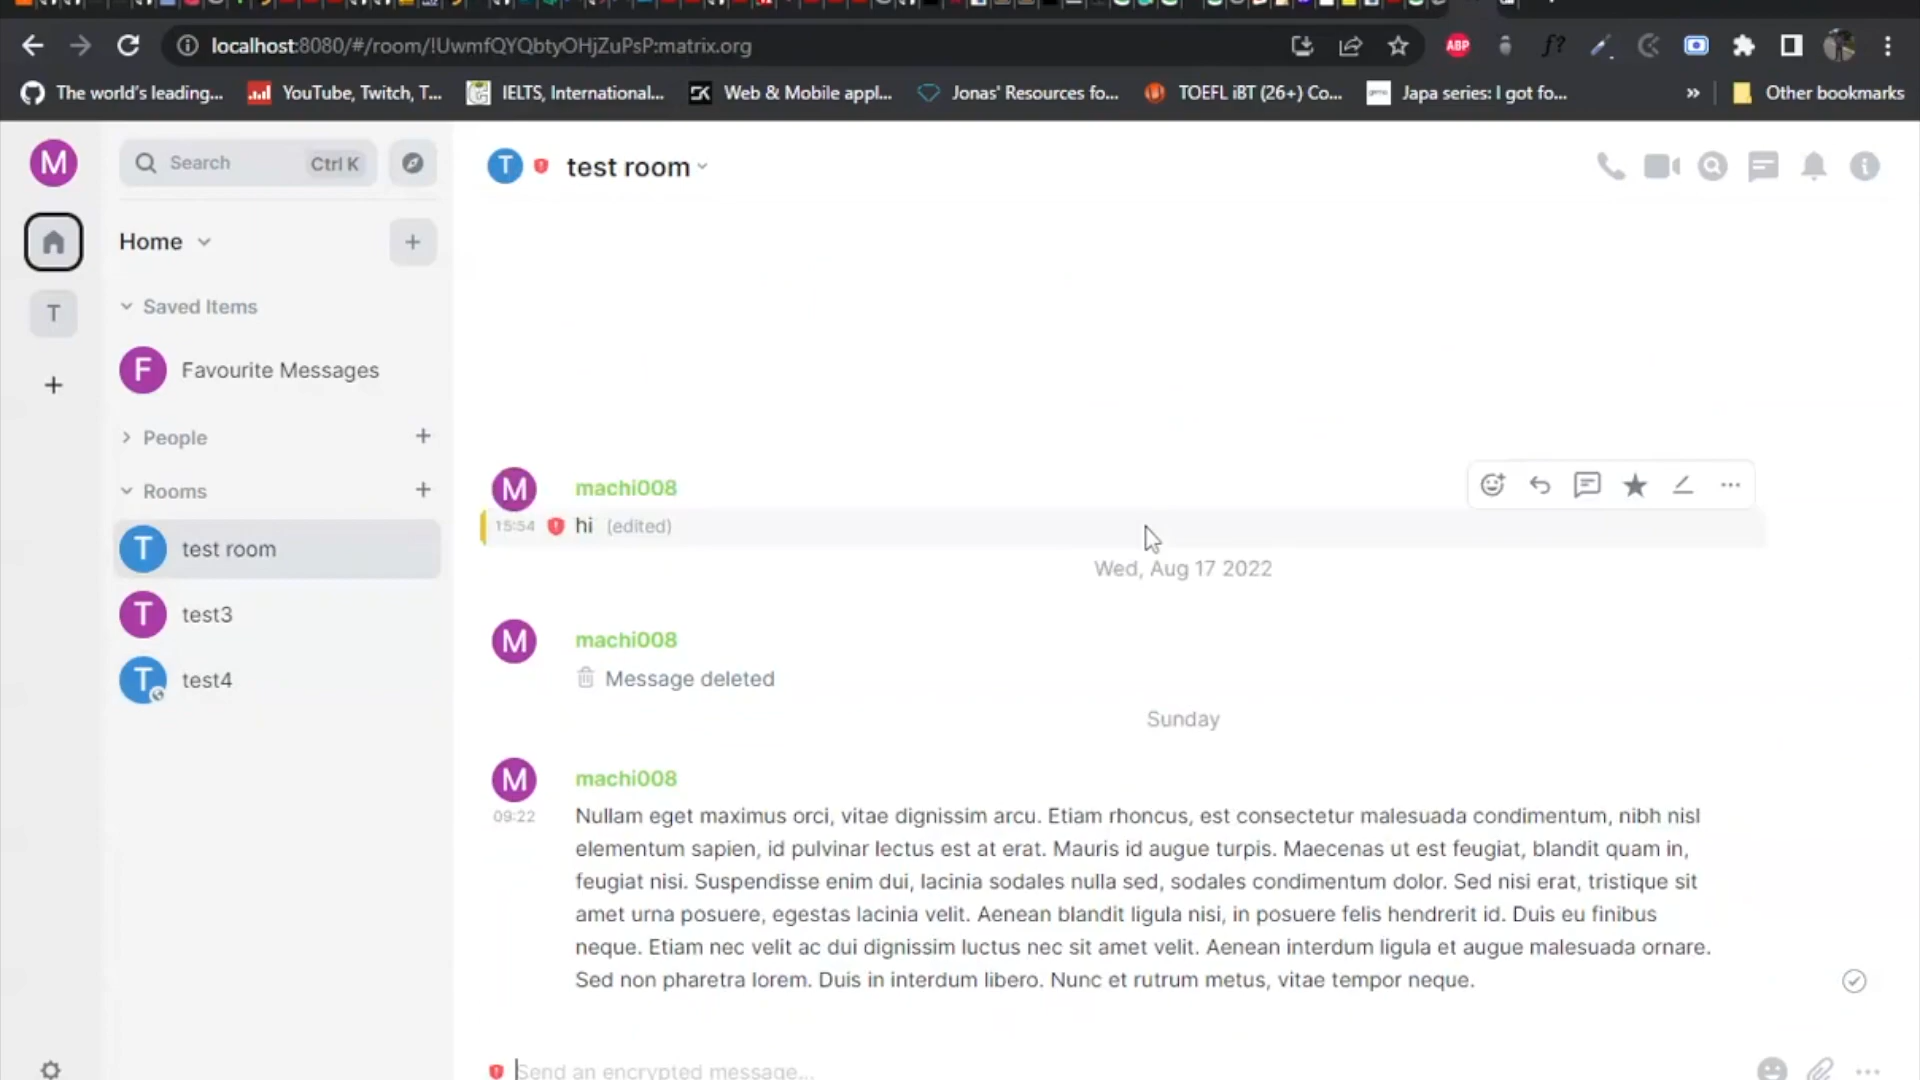 localhost:8080/#/room/!UwmfQYQbtyOHjZuPsP:matrix.org
ABP
f?
The world's leading...
YouTube, Twitch, T...
IELTS, International...
Web & Mobile appl...
Jonas' Resources fo...
TOEFL iBT (26+) Co...
Japa series: I got fo...
»
Other bookmarks
M
Search
Ctrl K
T
test room
Home
T
Saved Items
F
Favourite Messages
People
Rooms
T
test room
T
test3
T
test4
M
machi008
15:54
hi (edited)
Wed, Aug 17 2022
M
machi008
Message deleted
Sunday
M
machi008
09:22
Nullam eget maximus orci, vitae dignissim arcu. Etiam rhoncus, est consectetur malesuada condimentum, nibh nisl
elementum sapien, id pulvinar lectus est at erat. Mauris id augue turpis. Maecenas ut est feugiat, blandit quam in,
feugiat nisi. Suspendisse enim dui, lacinia sodales nulla sed, sodales condimentum dolor. Sed nisi erat, tristique sit
amet urna posuere, egestas lacinia velit. Aenean blandit ligula nisi, in posuere felis hendrerit id. Duis eu finibus
neque. Etiam nec velit ac dui dignissim luctus nec sit amet velit. Aenean interdum ligula et augue malesuada ornare.
Sed non pharetra lorem. Duis in interdum libero. Nunc et rutrum metus, vitae tempor neque.
Send an encrypted message...